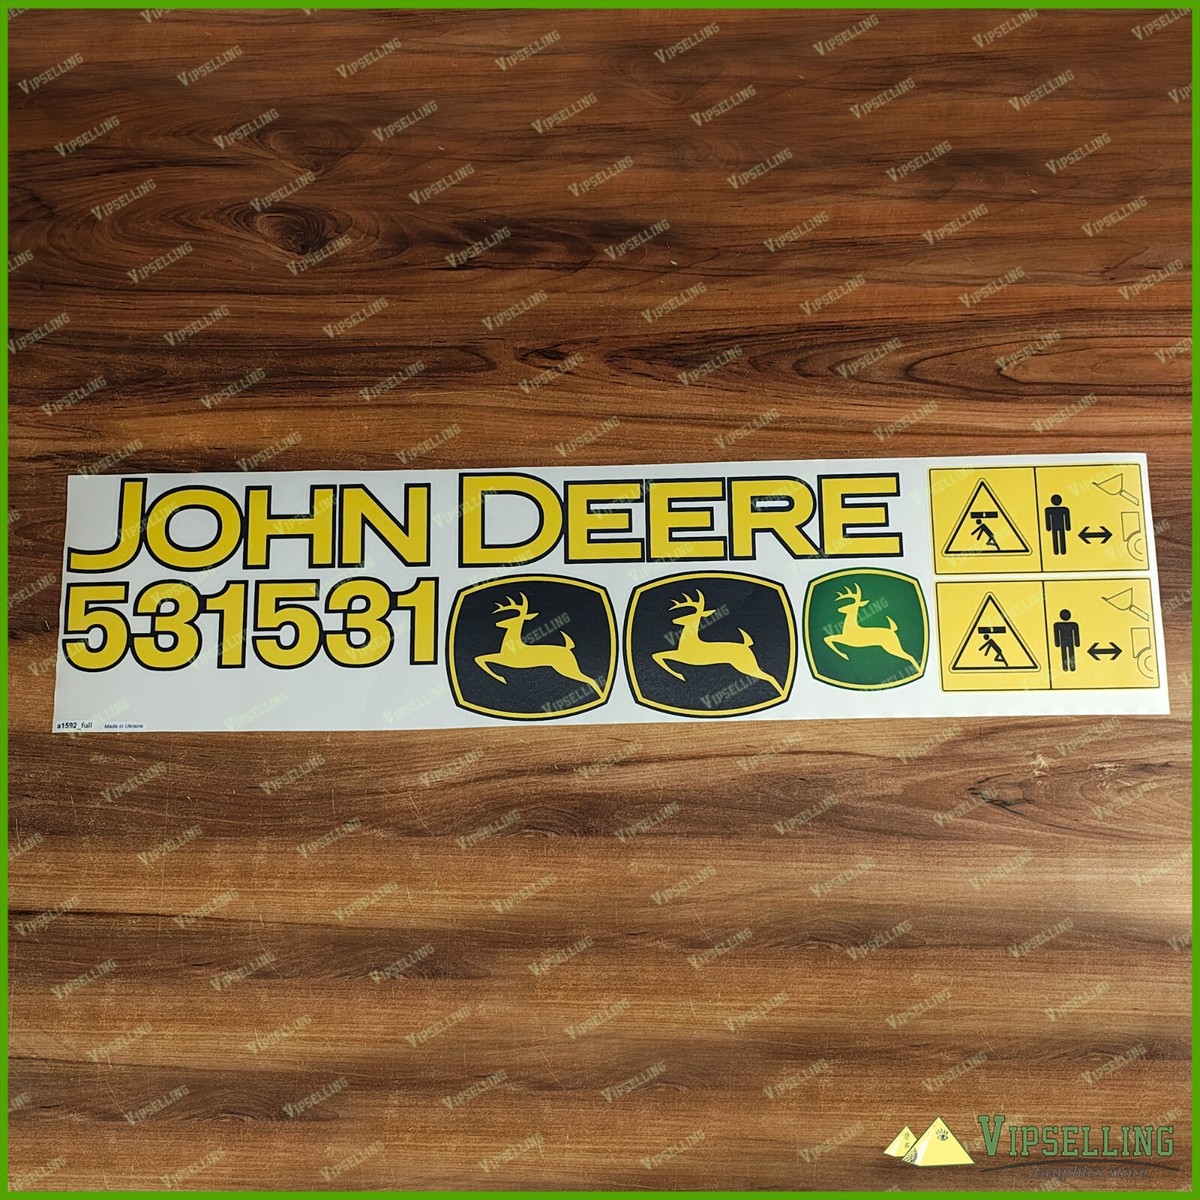 JOHN DEERE
531531
a1592_full Made in Ukraine
VIPSELLING
Graphics Store